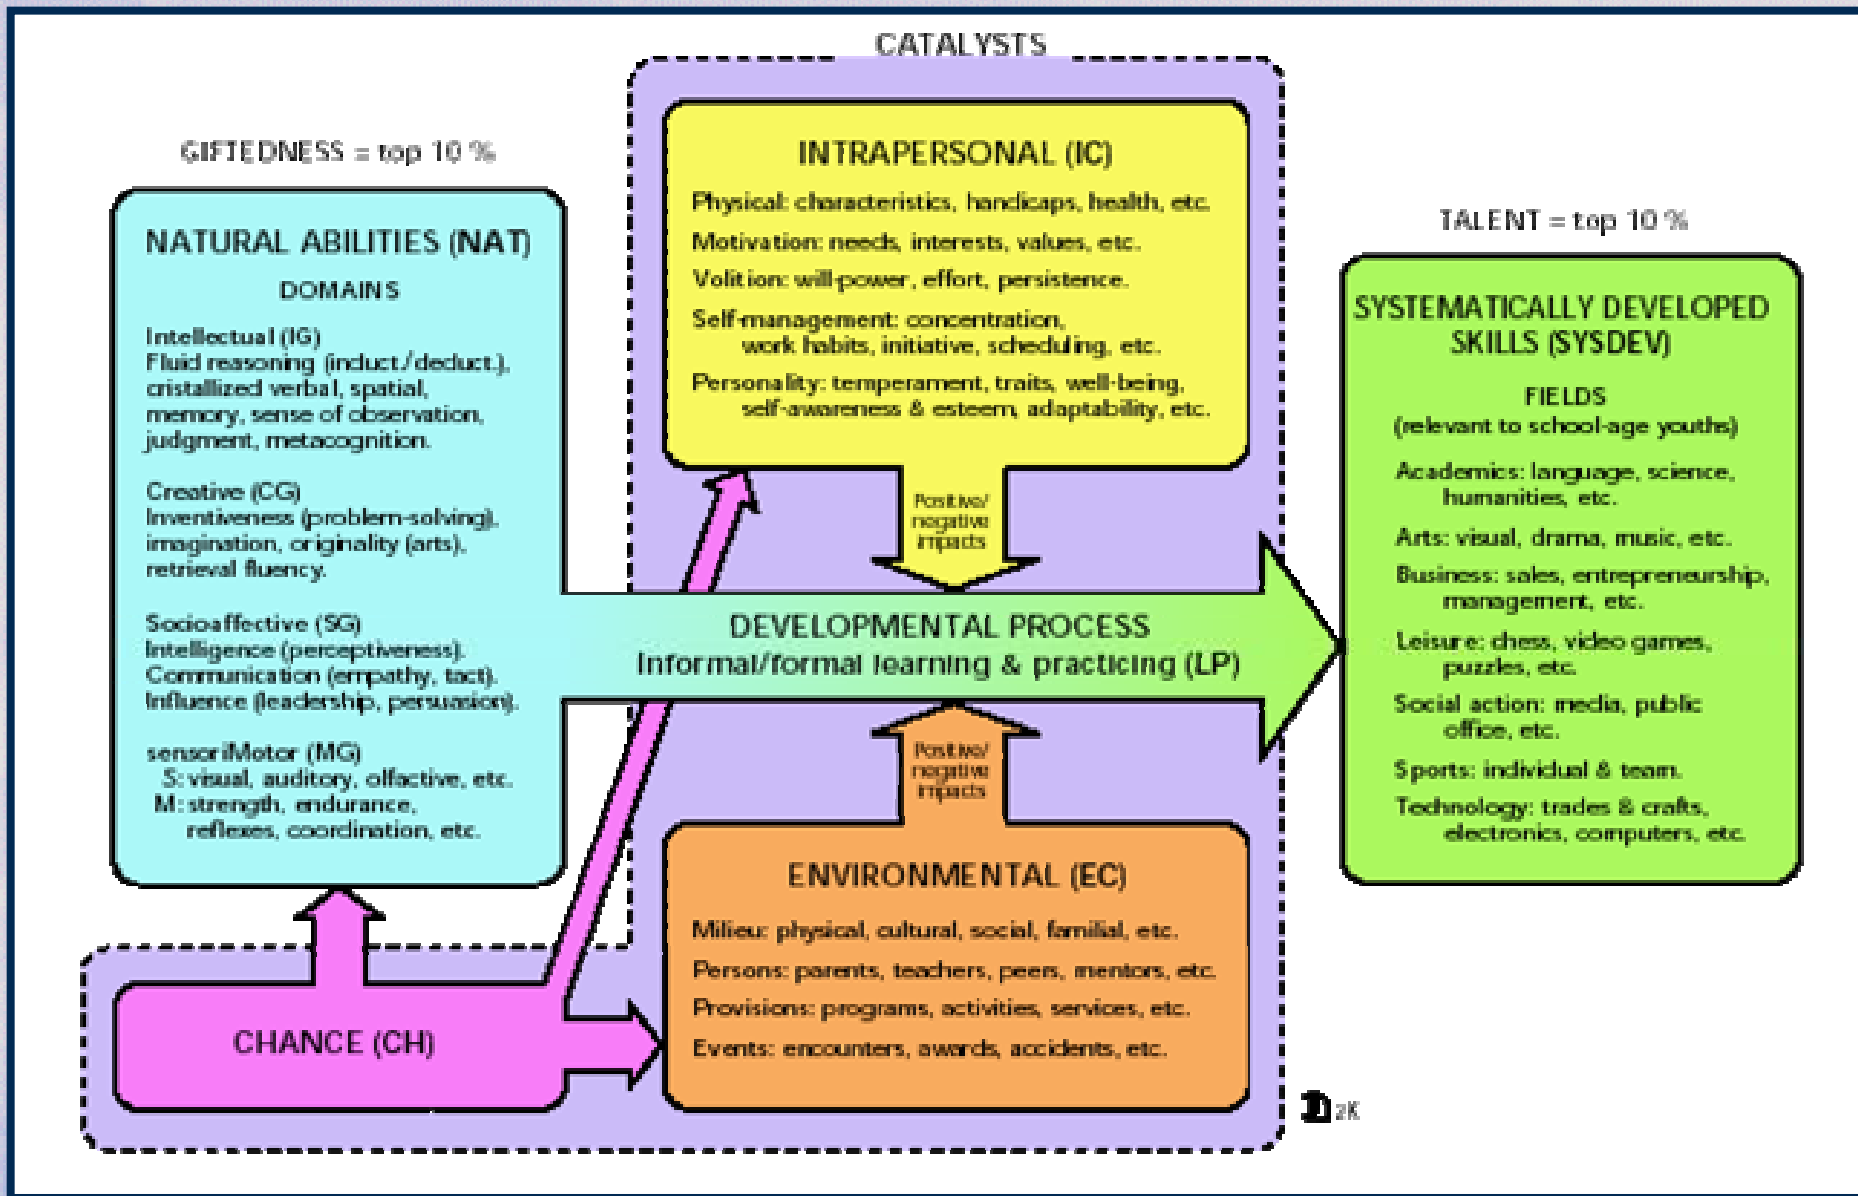 CATALYSTS
GIFTEDNESS = top 10 %
NATURAL ABILITIES (NAT)
DOMAINS
Intellectual (IG)
Fluid reasoning (induct./deduct.),
cristallized verbal, spatial,
memory, sense of observation,
judgment, metacognition.
Creative (CG)
Inventiveness (problem-solving),
imagination, originality (arts),
retrieval fluency.
Socioaffective (SG)
Intelligence (perceptiveness).
Communication (empathy, tact).
Influence (leadership, persuasion).
sensoriMotor (MG)
S: visual, auditory, olfactive, etc.
M: strength, endurance,
reflexes, coordination, etc.
CHANCE (CH)
INTRAPERSONAL (IC)
Physical: characteristics, handicaps, health, etc.
Motivation: needs, interests, values, etc.
Volition: will-power, effort, persistence.
Self-management: concentration,
work habits, initiative, scheduling, etc.
Personality: temperament, traits, well-being,
self-awareness & esteem, adaptability, etc.
Positive/
negative
impacts
DEVELOPMENTAL PROCESS
Informal/formal learning & practicing (LP)
Positive/
negative
impacts
ENVIRONMENTAL (EC)
Milieu: physical, cultural, social, familial, etc.
Persons: parents, teachers, peers, mentors, etc.
Provisions: programs, activities, services, etc.
Events: encounters, awards, accidents, etc.
TALENT = top 10 %
SYSTEMATICALLY DEVELOPED
SKILLS (SYSDEV)
FIELDS
(relevant to school-age youths)
Academics: language, science,
humanities, etc.
Arts: visual, drama, music, etc.
Business: sales, entrepreneurship,
management, etc.
Leisure: chess, video games,
puzzles, etc.
Social action: media, public
office, etc.
Sports: individual & team.
Technology: trades & crafts,
electronics, computers, etc.
2K